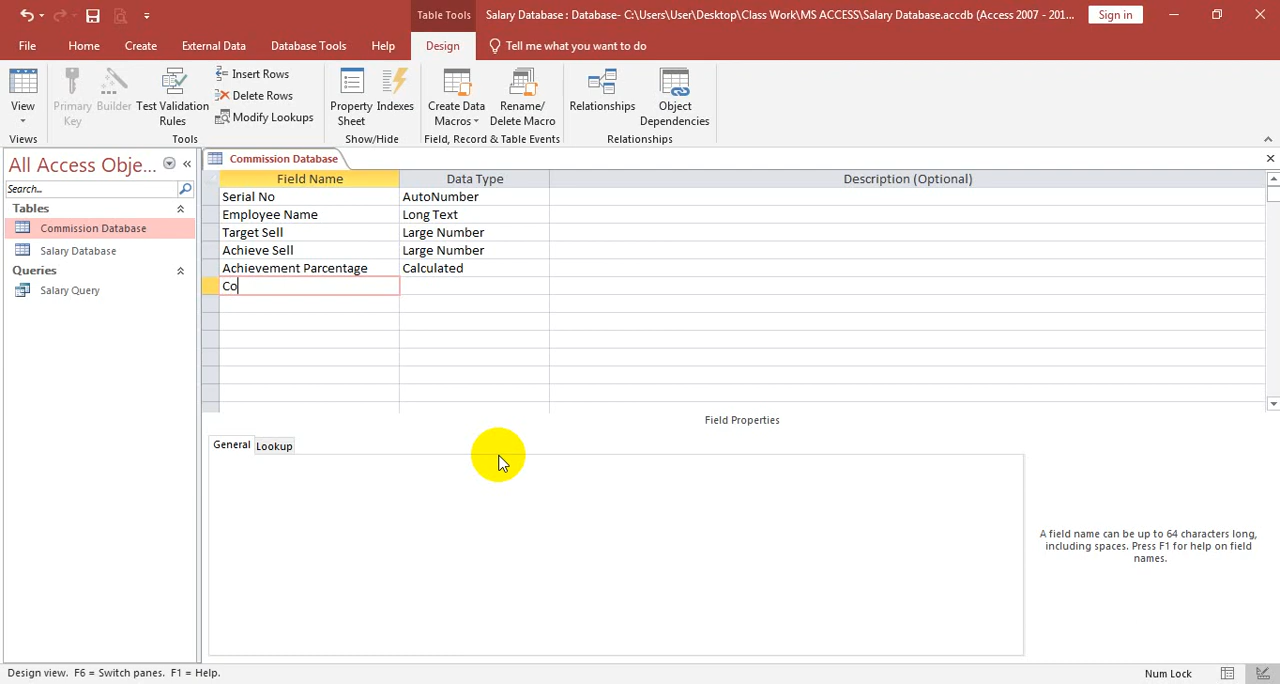 Table Tools
Salary Database : Database- C:\Users\User\Desktop\Class Work\MS ACCESS\Salary Database.accdb (Access 2007 - 201...
Sign in
File Home Create External Data Database Tools Help Design Tell me what you want to do
View
Primary Key
Builder
Test Validation Rules
Insert Rows
Delete Rows
Modify Lookups
Property Sheet
Indexes
Create Data Macros
Rename/ Delete Macro
Relationships
Object Dependencies
Views Tools Show/Hide Field, Record & Table Events Relationships
All Access Obje...
Search...
Tables
Commission Database
Salary Database
Queries
Salary Query
Commission Database
Field Name Data Type Description (Optional)
Serial No AutoNumber
Employee Name Long Text
Target Sell Large Number
Achieve Sell Large Number
Achievement Parcentage Calculated
Co
Field Properties
General Lookup
A field name can be up to 64 characters long,
including spaces. Press F1 for help on field
names.
Design view. F6 = Switch panes. F1 = Help.
Num Lock